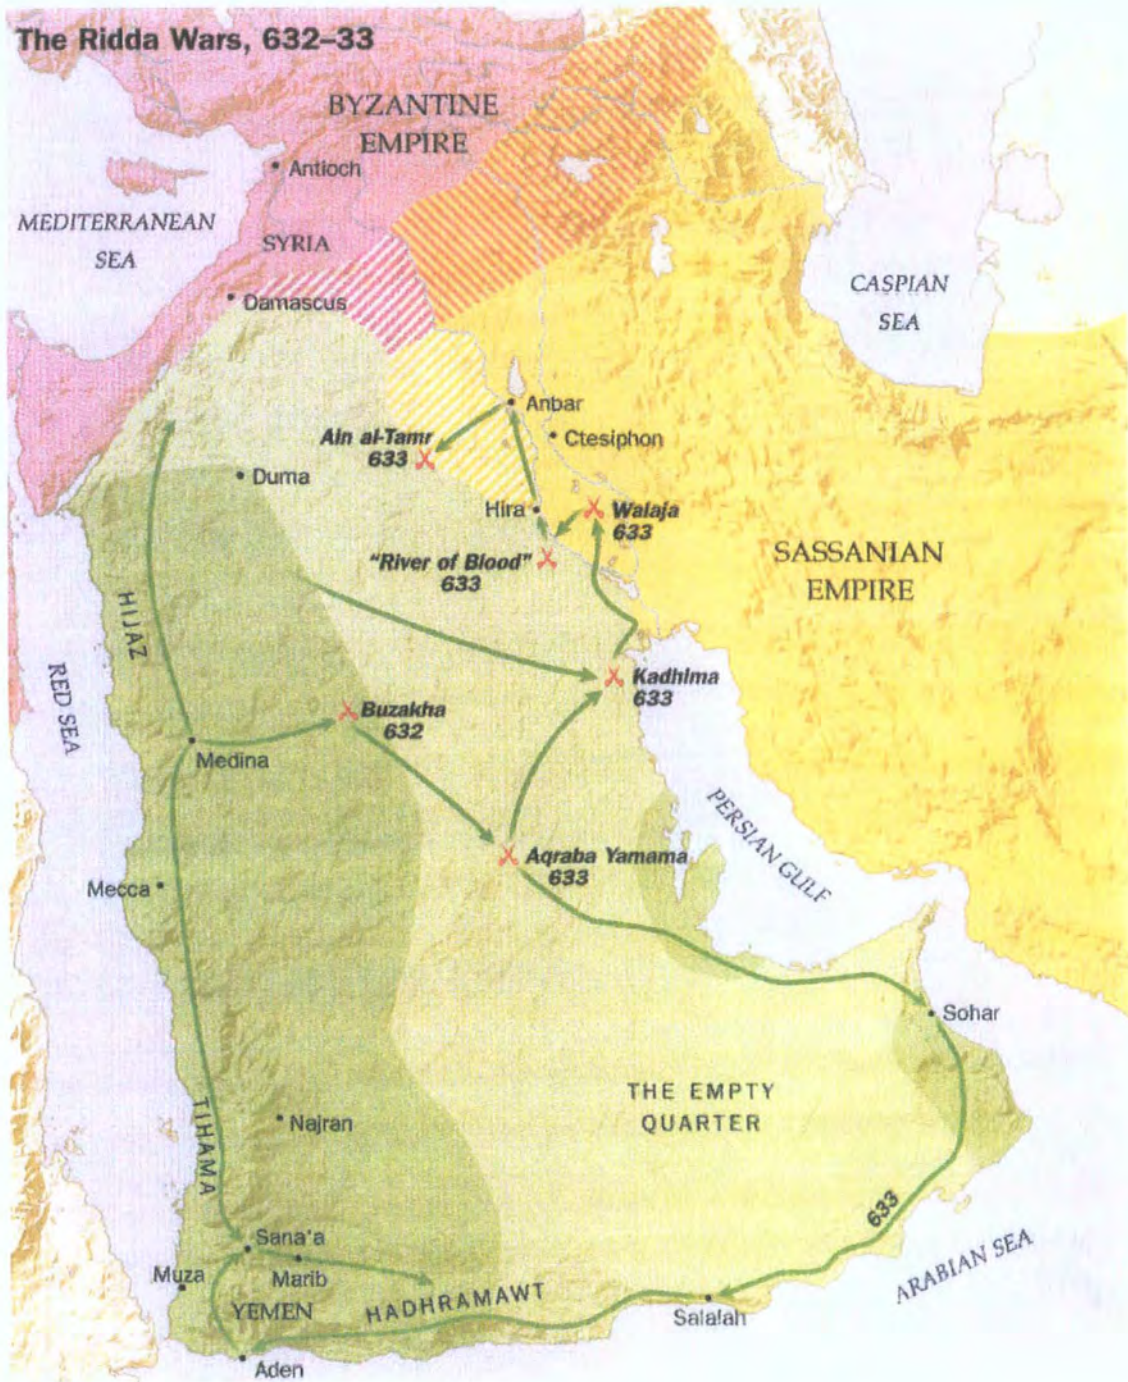 The Ridda Wars, 632–33
BYZANTINE
EMPIRE
Antioch
MEDITERRANEAN
SEA
SYRIA
CASPIAN
SEA
Damascus
Anbar
Ain al-Tamr
633
Ctesiphon
Duma
Hira
Walaja
633
"River of Blood"
633
SASSANIAN
EMPIRE
HIJAZ
RED SEA
Kadhima
633
Buzakha
632
Medina
PERSIAN GULF
Aqraba Yamama
633
Mecca
Sohar
THE EMPTY
QUARTER
Najran
TIHAMA
633
Sana'a
Marib
Muza
YEMEN
HADHRAMAWT
ARABIAN SEA
Salalah
Aden